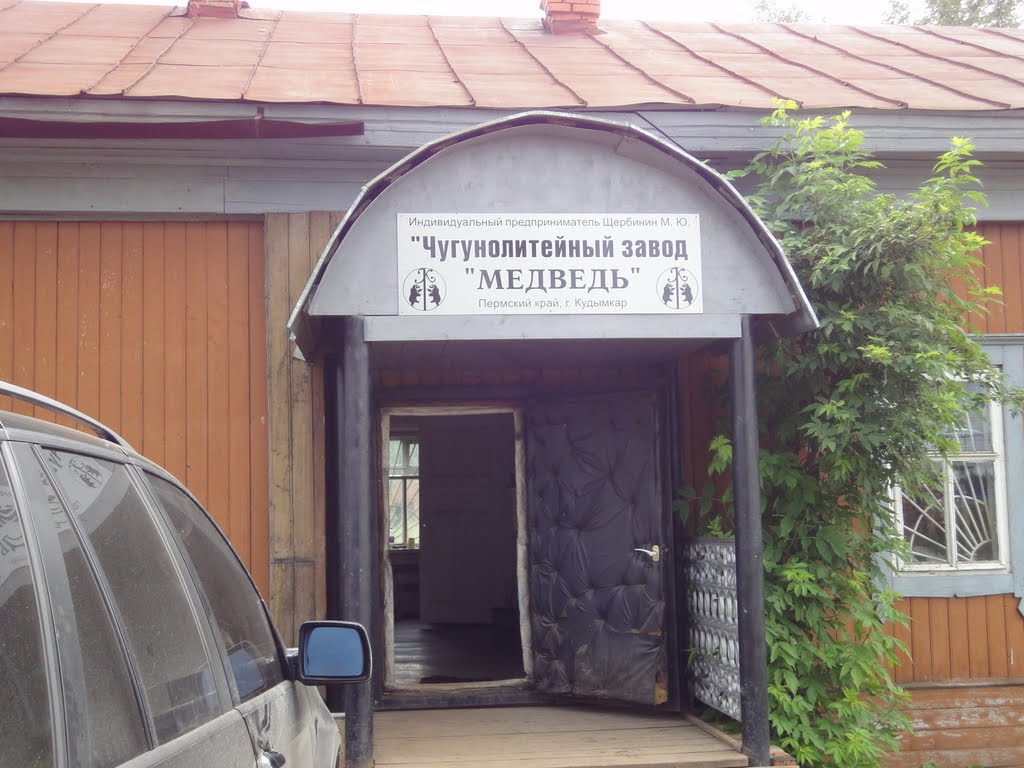 Индивидуальный предприниматель Щербинин М. Ю.
"Чугунолитейный завод
"МЕДВЕДЬ"
К К
Пермский край, г. Кудымкар